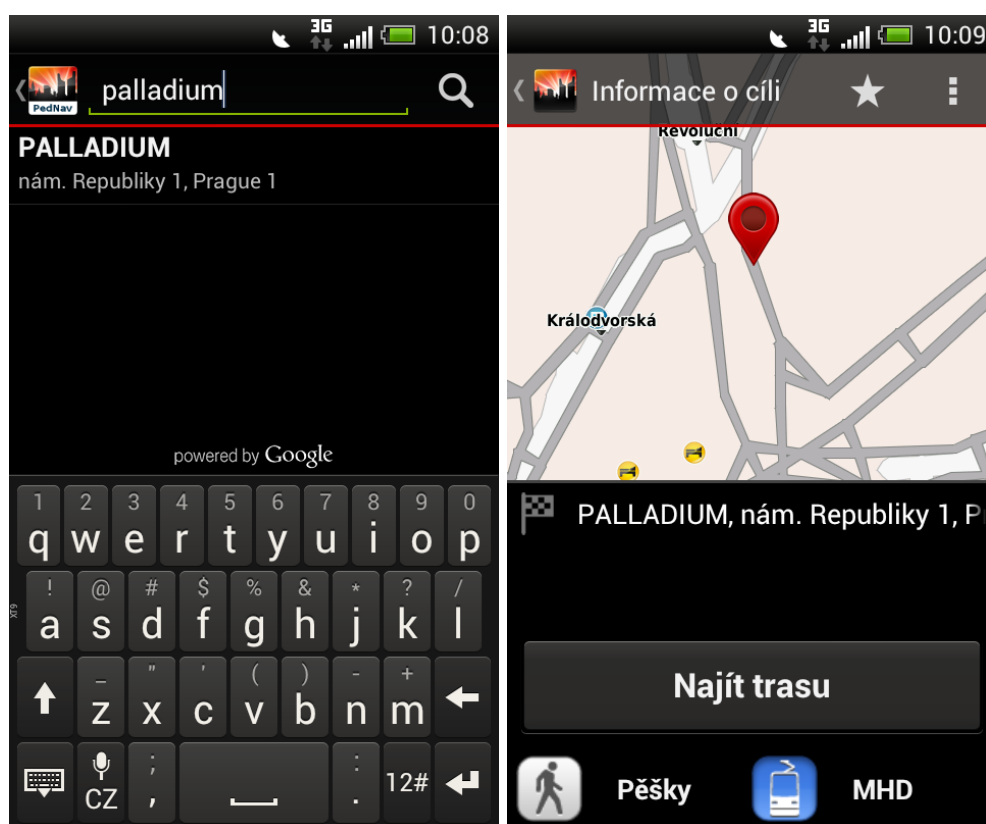 3G 10:08
PedNav palladium
PALLADIUM
nám. Republiky 1, Prague 1
powered by Google
1 2 3 4 5 6 7 8 9 0
q w e r t y u i o p
! @ # $ % & * ? /
XT9 a s d f g h j k l
_ " ' ( ) - +
z x c v b n m
; :
CZ , . 12#
3G 10:09
Informace o cíli
Revoluční
Králodvorská
PALLADIUM, nám. Republiky 1, P
Najít trasu
Pěšky MHD